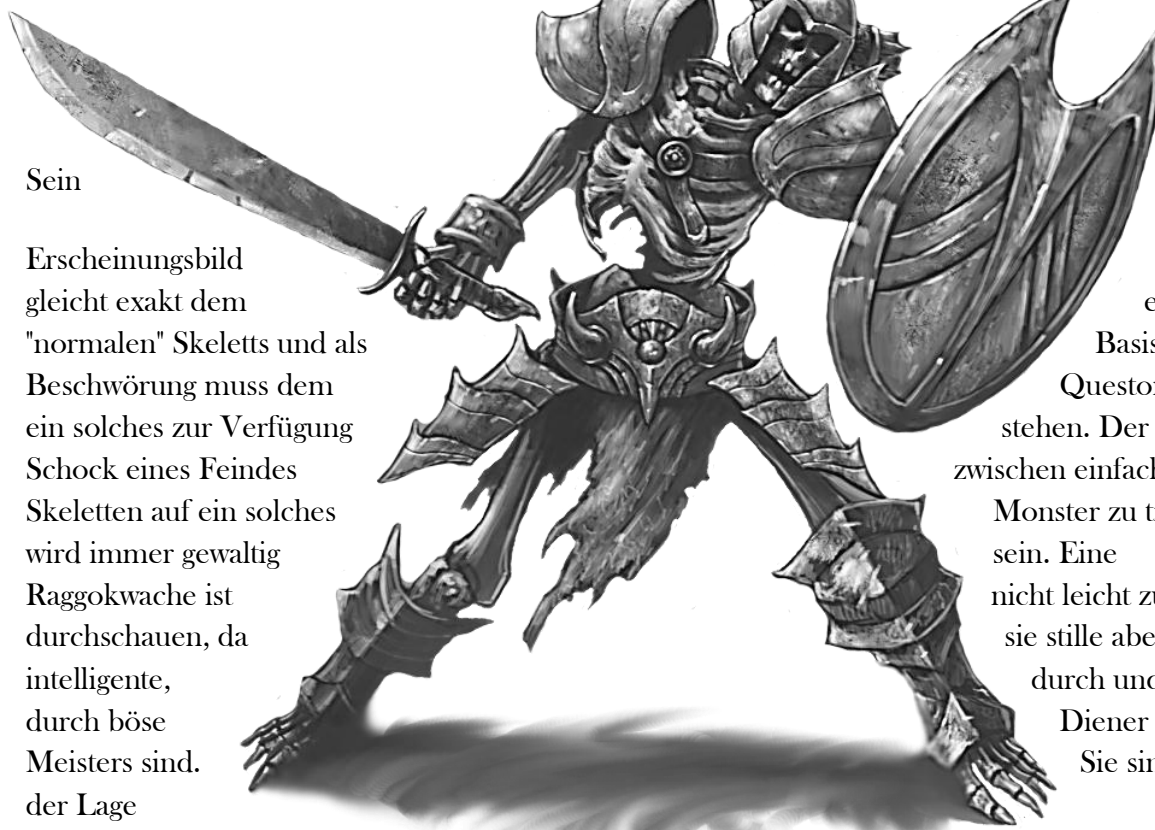 Sein
Erscheinungsbild
gleicht exakt dem e
"normalen" Skeletts und als Basis
Beschwörung muss dem Questor
ein solches zur Verfügung stehen. Der
Schock eines Feindes zwischen einfach
Skeletten auf ein solches Monster zu t
wird immer gewaltig sein. Eine
Raggokwache ist nicht leicht zu
durchschauen, da sie stille abe
intelligente, durch und
durch böse Diener
Meisters sind. Sie sin
der Lage